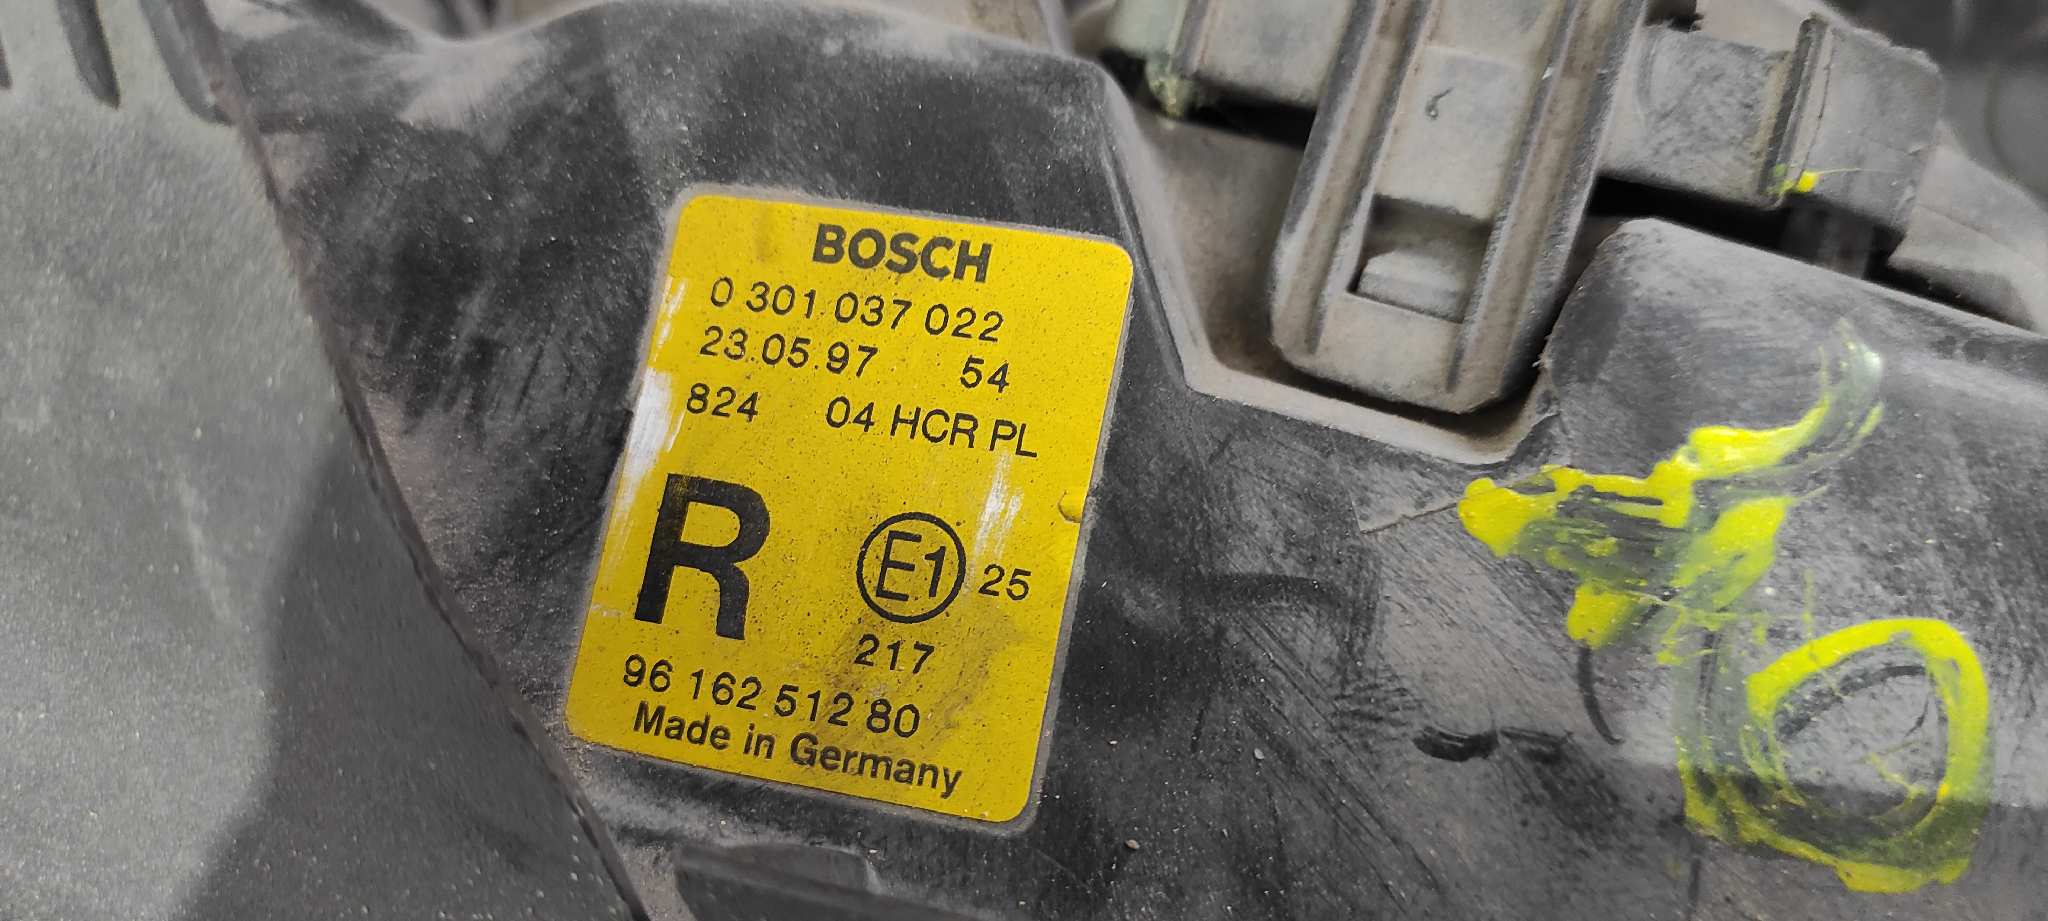 BOSCH
0 301 037 022
23.05.97 54
824 04 HCR PL
R E1 25
217
96 162 512 80
Made in Germany